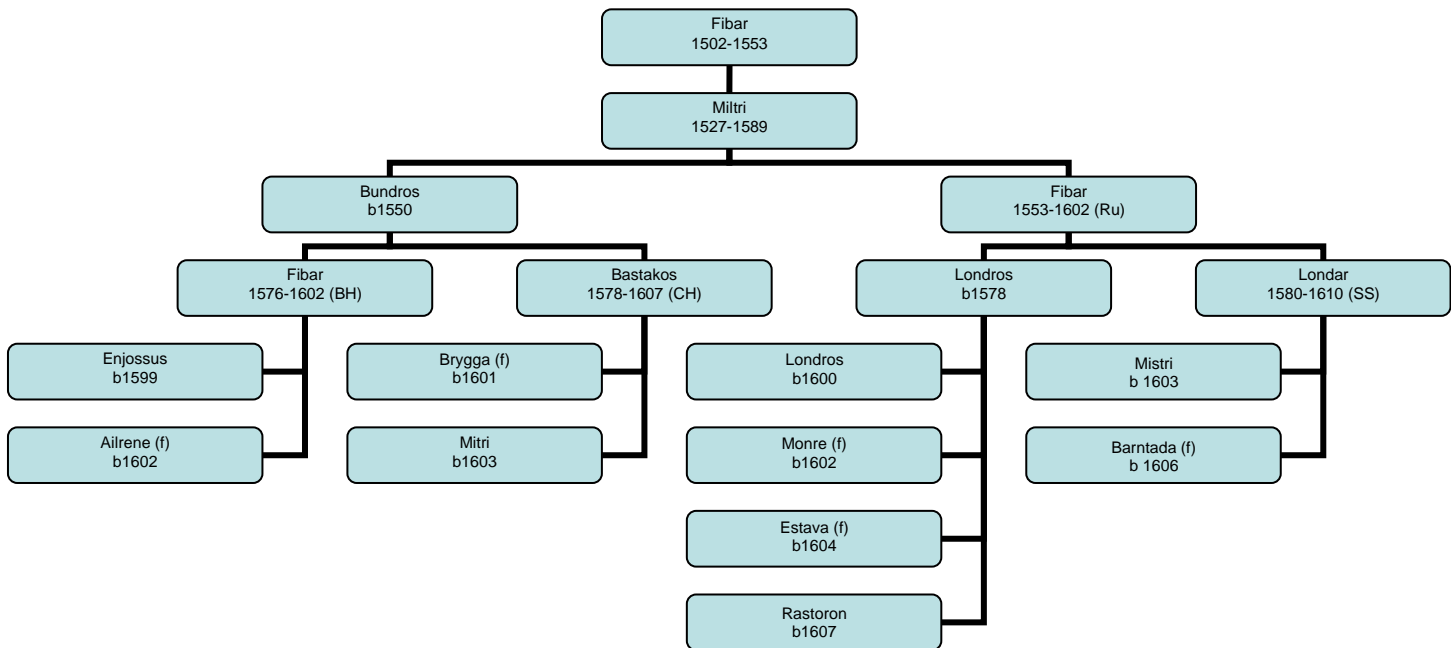 Fibar
1502-1553
Miltri
1527-1589
Bundros
b1550
Fibar
1553-1602 (Ru)
Fibar
1576-1602 (BH)
Bastakos
1578-1607 (CH)
Londros
b1578
Londar
1580-1610 (SS)
Enjossus
b1599
Brygga (f)
b1601
Londros
b1600
Mistri
b 1603
Ailrene (f)
b1602
Mitri
b1603
Monre (f)
b1602
Barntada (f)
b 1606
Estava (f)
b1604
Rastoron
b1607